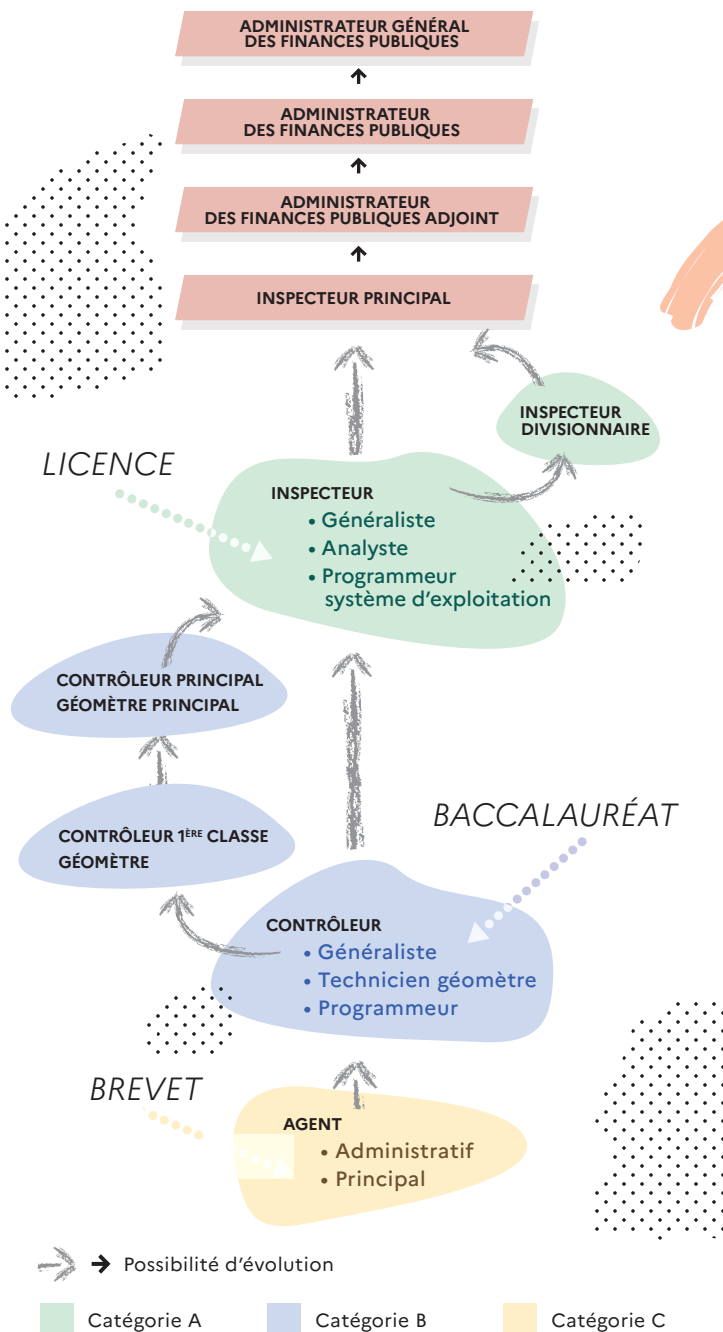 ADMINISTRATEUR GÉNÉRAL
DES FINANCES PUBLIQUES
ADMINISTRATEUR
DES FINANCES PUBLIQUES
ADMINISTRATEUR
DES FINANCES PUBLIQUES ADJOINT
INSPECTEUR PRINCIPAL
INSPECTEUR
DIVISIONNAIRE
LICENCE
INSPECTEUR
• Généraliste
• Analyste
• Programmeur
système d’exploitation
CONTRÔLEUR PRINCIPAL
GÉOMÈTRE PRINCIPAL
BACCALAURÉAT
CONTRÔLEUR 1ÈRE CLASSE
GÉOMÈTRE
CONTRÔLEUR
• Généraliste
• Technicien géomètre
• Programmeur
BREVET
AGENT
• Administratif
• Principal
Possibilité d’évolution
Catégorie A
Catégorie B
Catégorie C